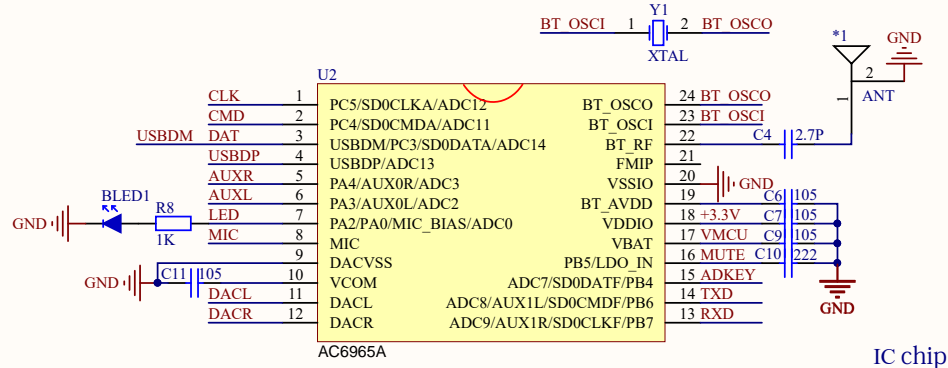 Y1
BT_OSCI 1 2 BT_OSCO
XTAL
*1
GND
2
1
ANT
U2
CLK 1 PC5/SD0CLKA/ADC12
CMD 2 PC4/SD0CMDA/ADC11
USBDM DAT 3 USBDM/PC3/SD0DATA/ADC14
USBDP 4 USBDP/ADC13
AUXR 5 PA4/AUX0R/ADC3
AUXL 6 PA3/AUX0L/ADC2
GND BLED1 R8 1K LED 7 PA2/PA0/MIC_BIAS/ADC0
MIC 8 MIC
9 DACVSS
GND C11 105 10 VCOM
DACL 11 DACL
DACR 12 DACR
BT_OSCO 24 BT_OSCO
BT_OSCI 23 BT_OSCI
BT_RF 22 C4 2.7P
FMIP 21
VSSIO 20 GND
BT_AVDD 19 C6 105
VDDIO 18 +3.3V C7 105
VBAT 17 VMCU C9 105
PB5/LDO_IN 16 MUTE C10 222
ADC7/SD0DATF/PB4 15 ADKEY
ADC8/AUX1L/SD0CMDF/PB6 14 TXD
ADC9/AUX1R/SD0CLKF/PB7 13 RXD
GND
AC6965A
IC chip